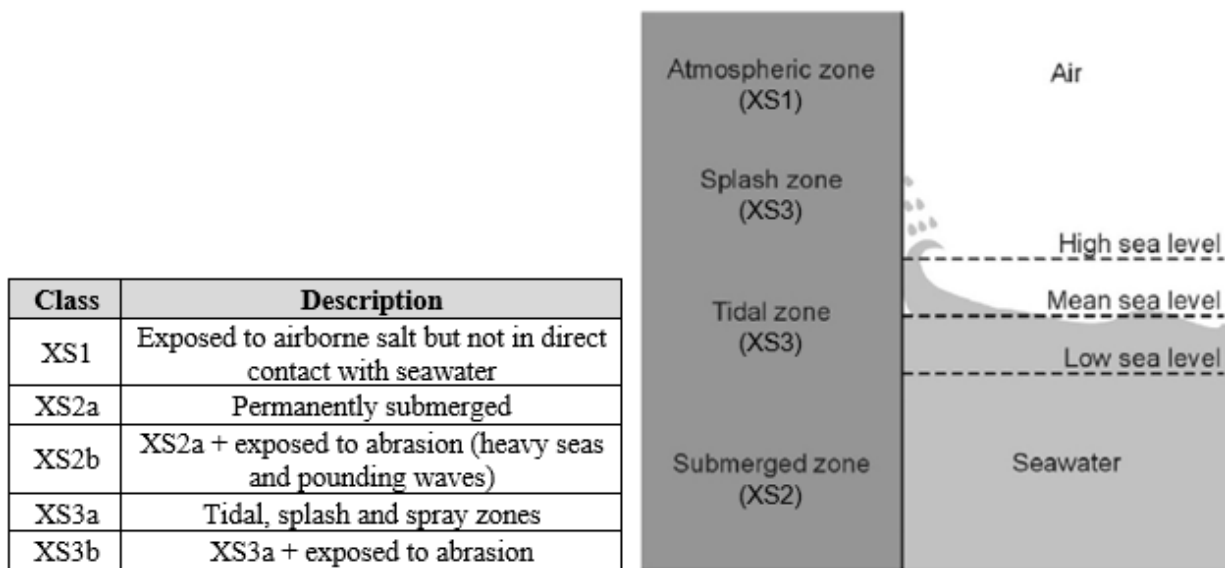 Class Description
XS1 Exposed to airborne salt but not in direct
contact with seawater
XS2a Permanently submerged
XS2b XS2a + exposed to abrasion (heavy seas
and pounding waves)
XS3a Tidal, splash and spray zones
XS3b XS3a + exposed to abrasion
Atmospheric zone
(XS1)
Air
Splash zone
(XS3)
High sea level
Mean sea level
Tidal zone
(XS3)
Low sea level
Submerged zone
(XS2)
Seawater